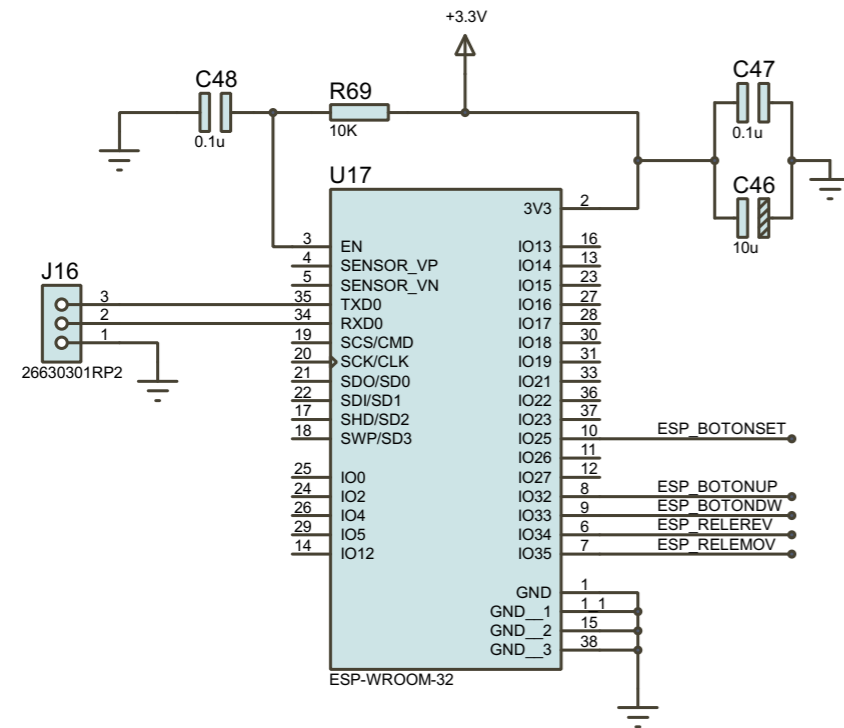 +3.3V
C48
0.1u
R69
10K
C47
0.1u
C46
10u
U17
3V3 2
3 EN
4 SENSOR_VP
5 SENSOR_VN
35 TXD0
34 RXD0
19 SCS/CMD
20 SCK/CLK
21 SDO/SD0
22 SDI/SD1
17 SHD/SD2
18 SWP/SD3
25 IO0
24 IO2
26 IO4
29 IO5
14 IO12
IO13 16
IO14 13
IO15 23
IO16 27
IO17 28
IO18 30
IO19 31
IO21 33
IO22 36
IO23 37
IO25 10 ESP_BOTONSET
IO26 11
IO27 12
IO32 8 ESP_BOTONUP
IO33 9 ESP_BOTONDW
IO34 6 ESP_RELEREV
IO35 7 ESP_RELEMOV
GND 1
GND__1 1_1
GND__2 15
GND__3 38
ESP-WROOM-32
J16
3
2
1
26630301RP2